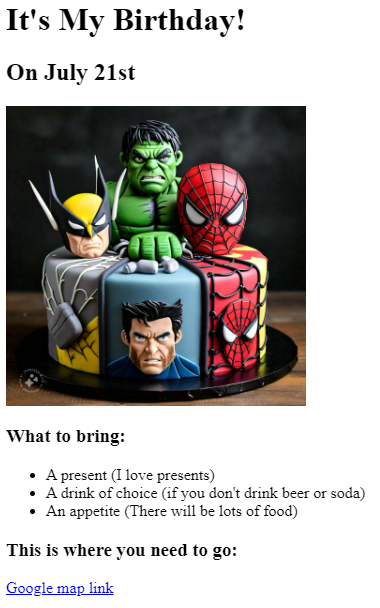 It's My Birthday!
On July 21st
What to bring:
A present (I love presents)
A drink of choice (if you don't drink beer or soda)
An appetite (There will be lots of food)
This is where you need to go:
Google map link